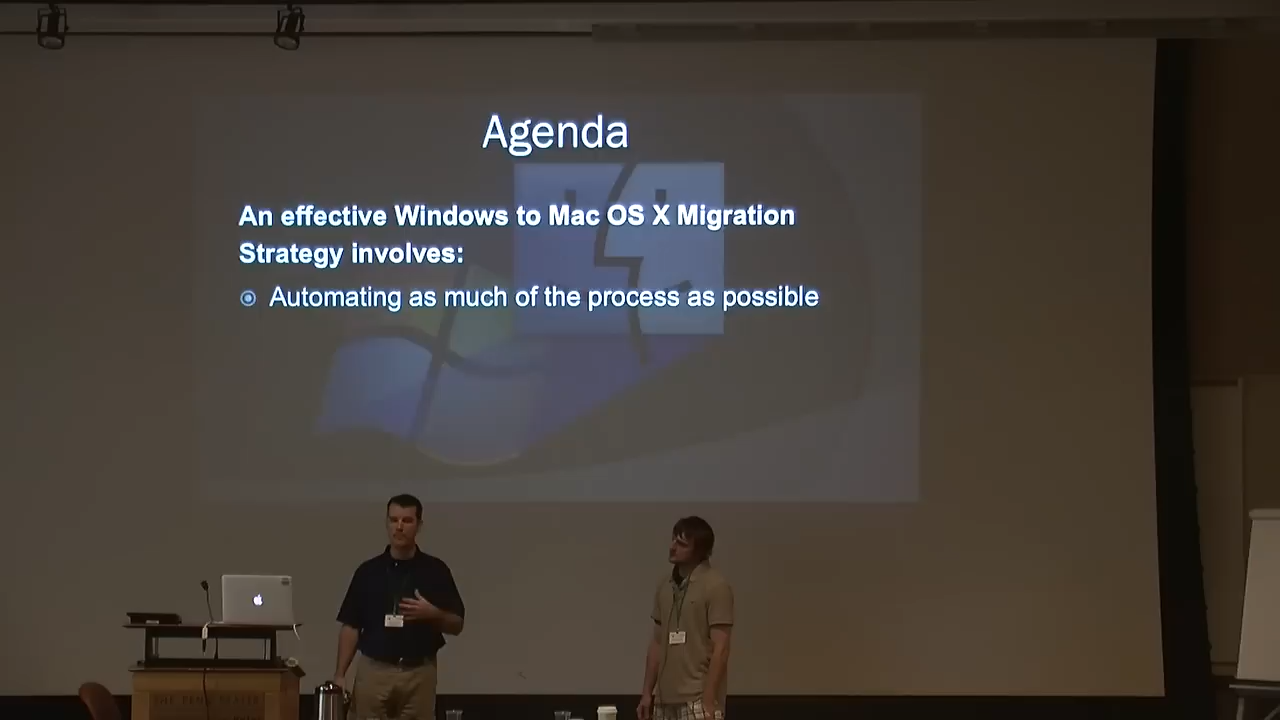 Agenda
An effective Windows to Mac OS X Migration
Strategy involves:
Automating as much of the process as possible